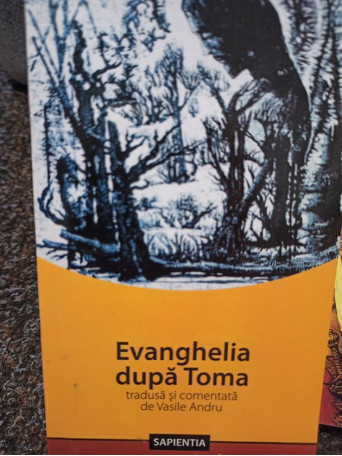 Evanghelia
după Toma
tradusă și comentată
de Vasile Andru
SAPIENTIA